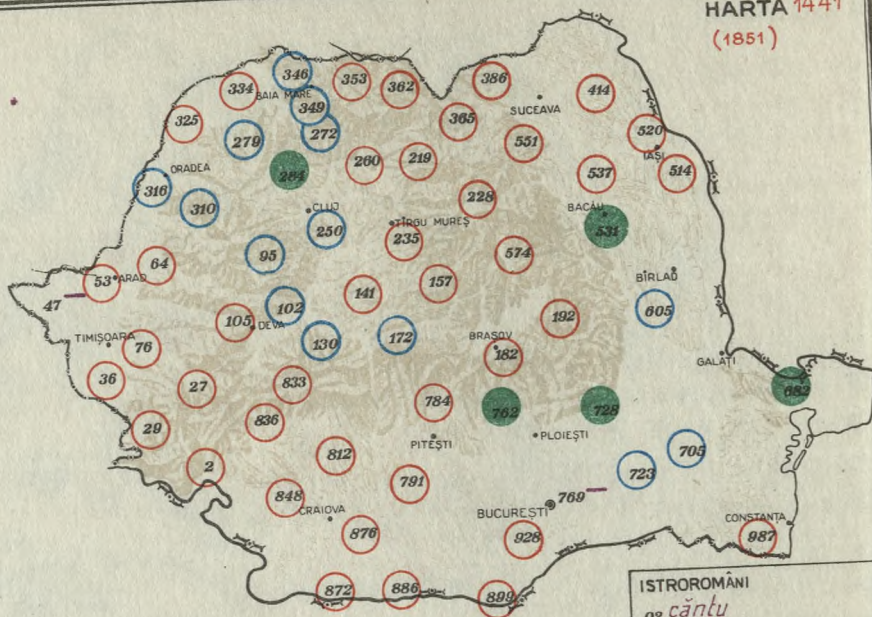 HARTA 1441
(1851)
346
353
362
386
334
BAIA MARE
349
SUCEAVA
414
325
365
279
272
551
520
IAȘI
260
219
537
514
ORADEA
284
316
228
310
CLUJ
BACĂU
TÎRGU MUREȘ
250
531
235
95
574
64
53
ARAD
BÎRLAD
157
47
141
102
605
105
DEVA
192
TIMIȘOARA
76
130
172
BRAȘOV
182
GALAȚI
36
27
833
682
784
762
728
836
29
PITEȘTI
PLOIEȘTI
812
705
2
723
791
848
769
CRAIOVA
BUCUREȘTI
CONSTANȚA
876
928
987
872
886
899
ISTROROMÂNI
02 căntu